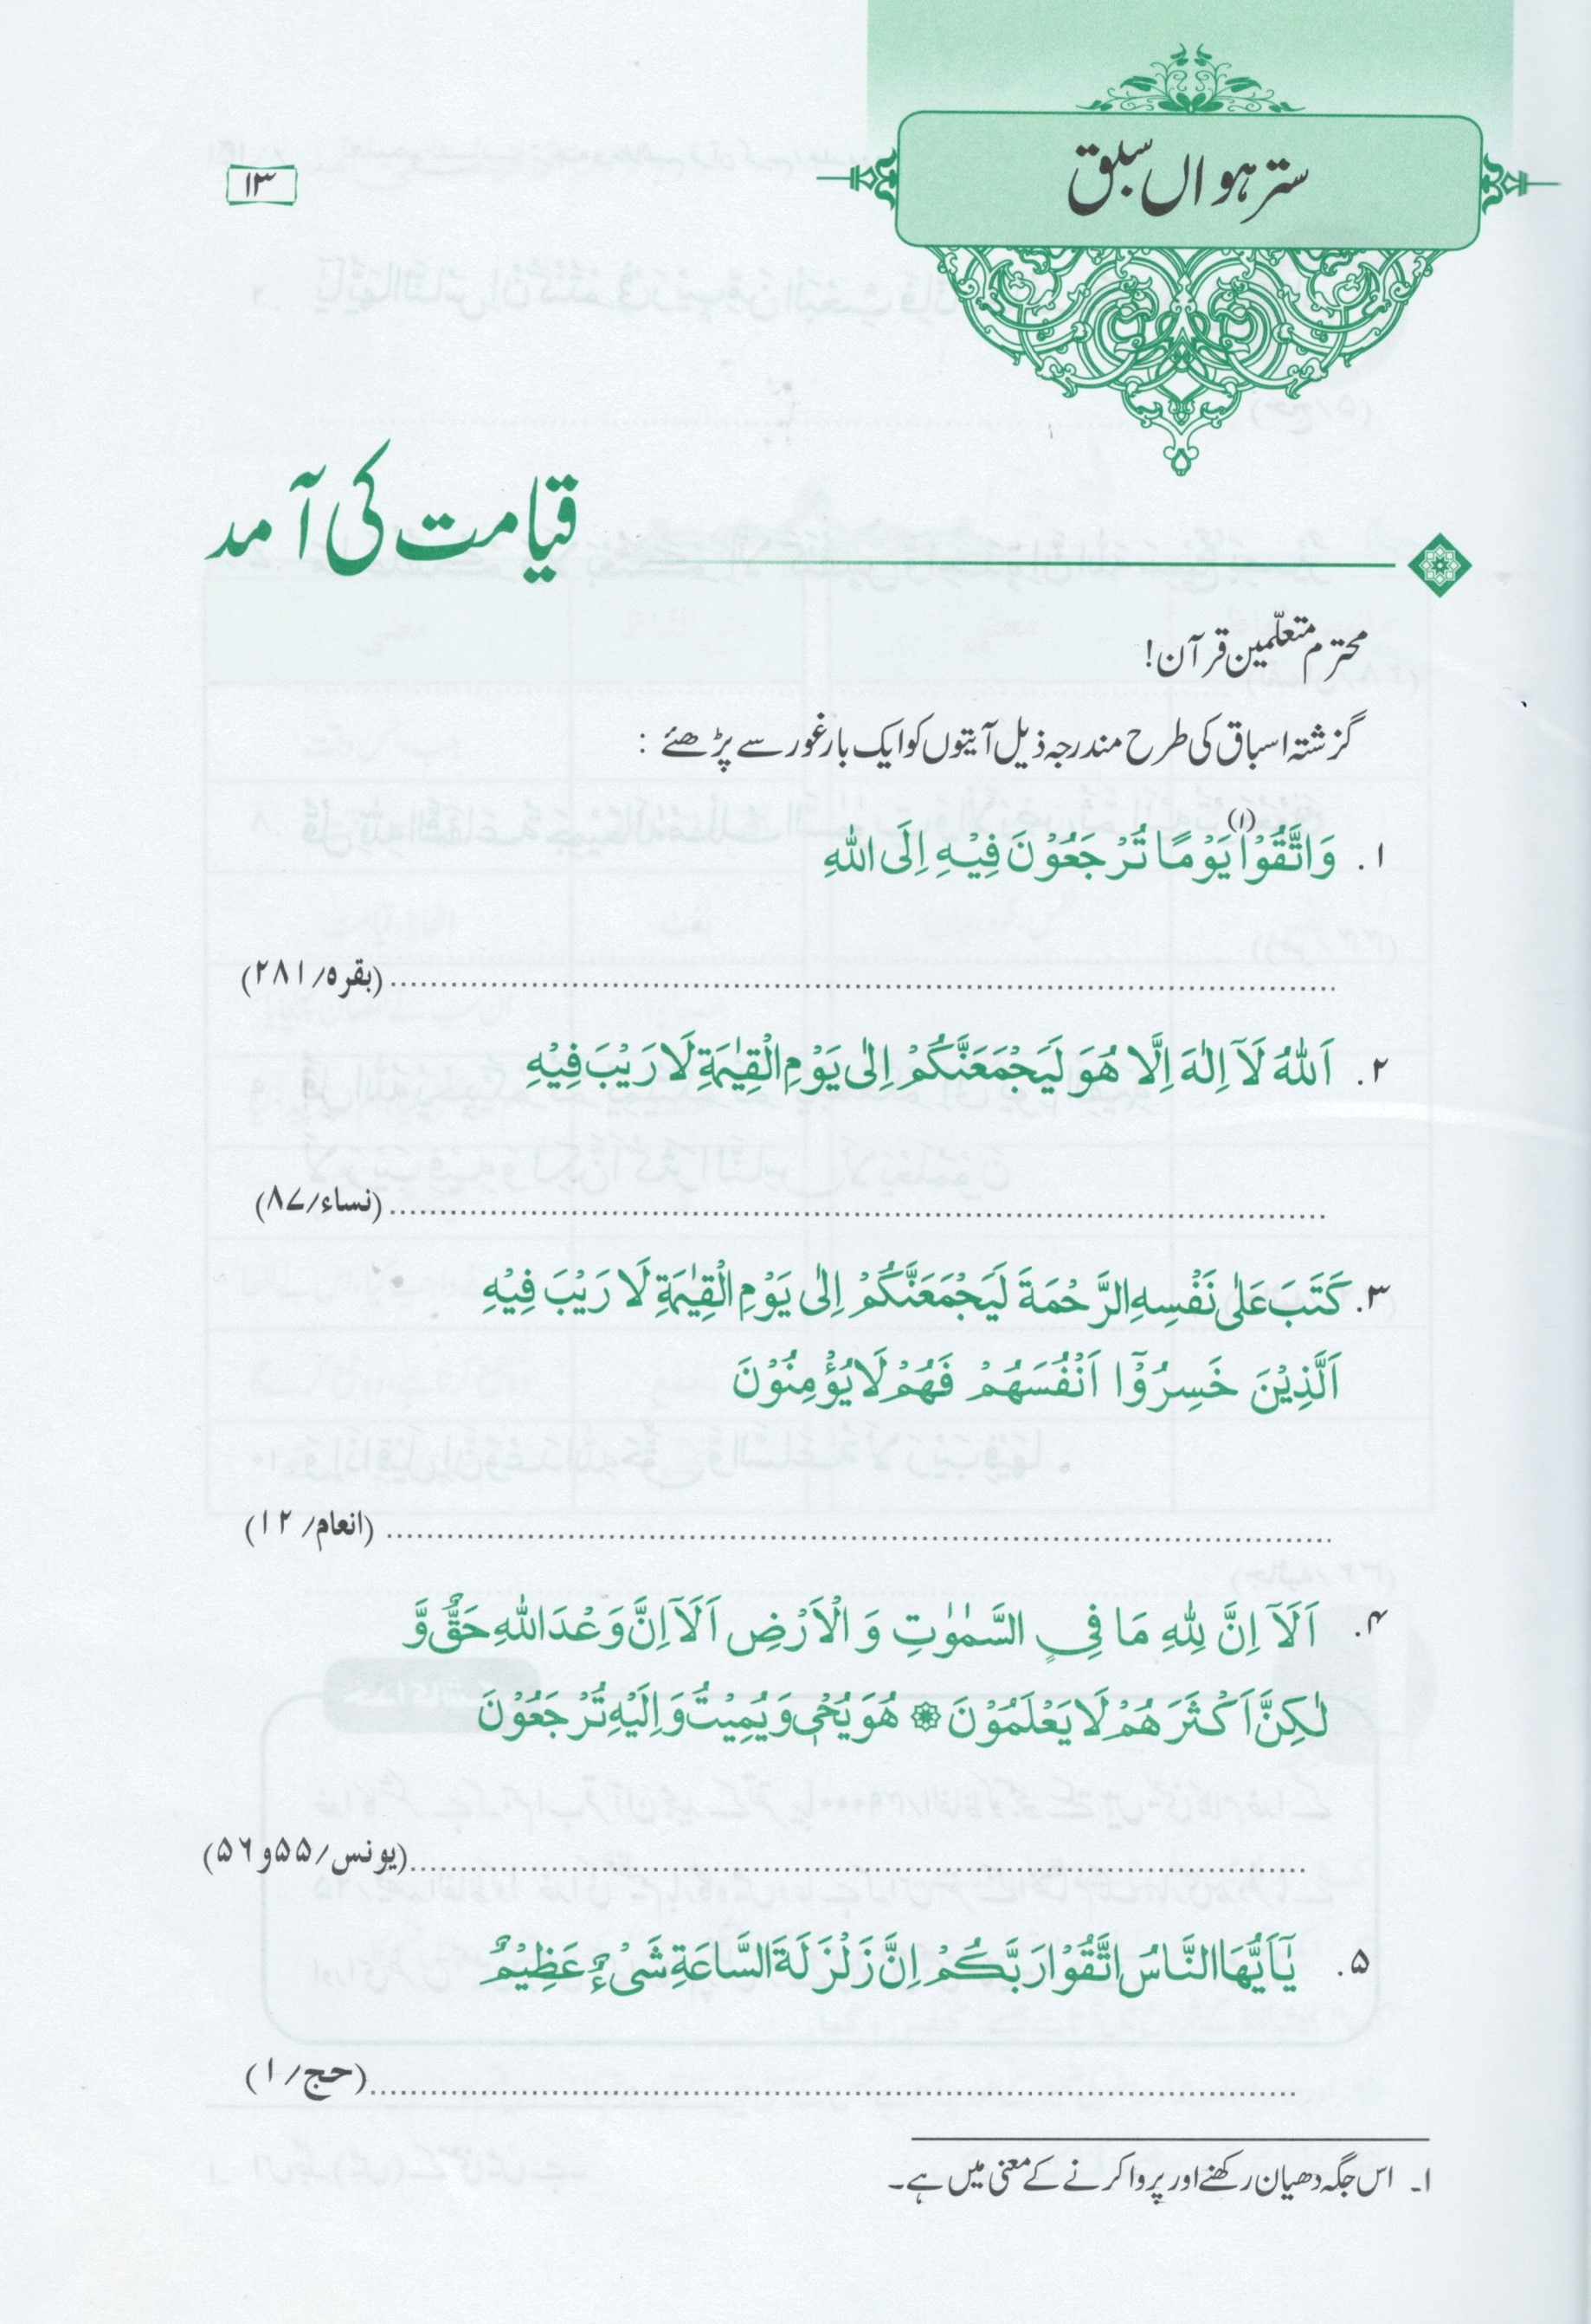 سترہواں سبق
۱۳
قیامت کی آمد
محترم متعلّمین قرآن!
گزشتہ اسباق کی طرح مندرجہ ذیل آیتوں کو ایک بار غور سے پڑھئے :
۱. وَاتَّقُوْا(۱) يَوْمًا تُرْجَعُوْنَ فِيْهِ اِلَى اللّٰهِ
(بقرہ/۲۸۱)
۲. اَللّٰهُ لَآ اِلٰهَ اِلَّا هُوَ لَيَجْمَعَنَّكُمْ اِلٰى يَوْمِ الْقِيٰمَةِ لَا رَيْبَ فِيْهِ
(نساء/۸۷)
۳. كَتَبَ عَلٰى نَفْسِهِ الرَّحْمَةَ لَيَجْمَعَنَّكُمْ اِلٰى يَوْمِ الْقِيٰمَةِ لَا رَيْبَ فِيْهِ
اَلَّذِيْنَ خَسِرُوْٓا اَنْفُسَهُمْ فَهُمْ لَا يُؤْمِنُوْنَ
(انعام/۱۲)
۴. اَلَآ اِنَّ لِلّٰهِ مَا فِي السَّمٰوٰتِ وَ الْاَرْضِ اَلَآ اِنَّ وَعْدَ اللّٰهِ حَقٌّ وَّ
لٰكِنَّ اَكْثَرَهُمْ لَا يَعْلَمُوْنَ ۞ هُوَ يُحْيٖ وَ يُمِيْتُ وَ اِلَيْهِ تُرْجَعُوْنَ
(یونس/۵۵و۵۶)
۵. يٰٓاَيُّهَا النَّاسُ اتَّقُوْا رَبَّكُمْ اِنَّ زَلْزَلَةَ السَّاعَةِ شَيْءٌ عَظِيْمٌ
(حج/۱)
۱۔ اس جگہ دھیان رکھنے اور پروا کرنے کے معنی میں ہے۔